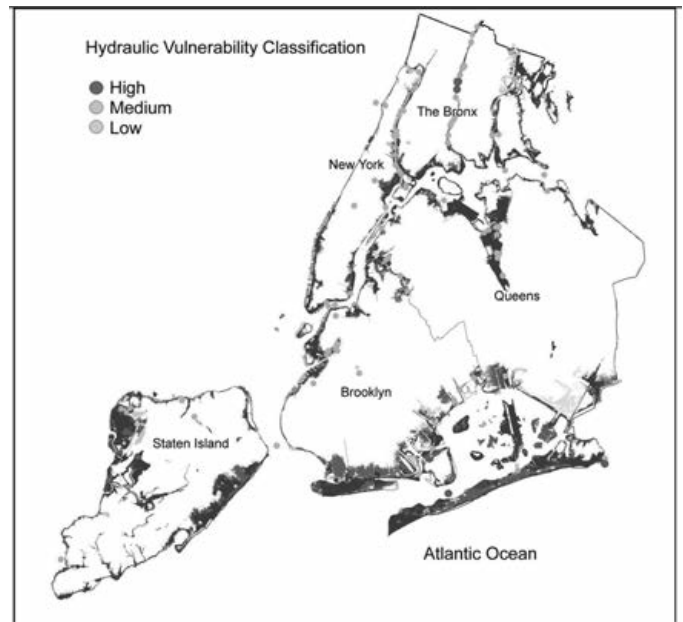 Hydraulic Vulnerability Classification
High
Medium
Low
The Bronx
New York
Queens
Brooklyn
Staten Island
Atlantic Ocean